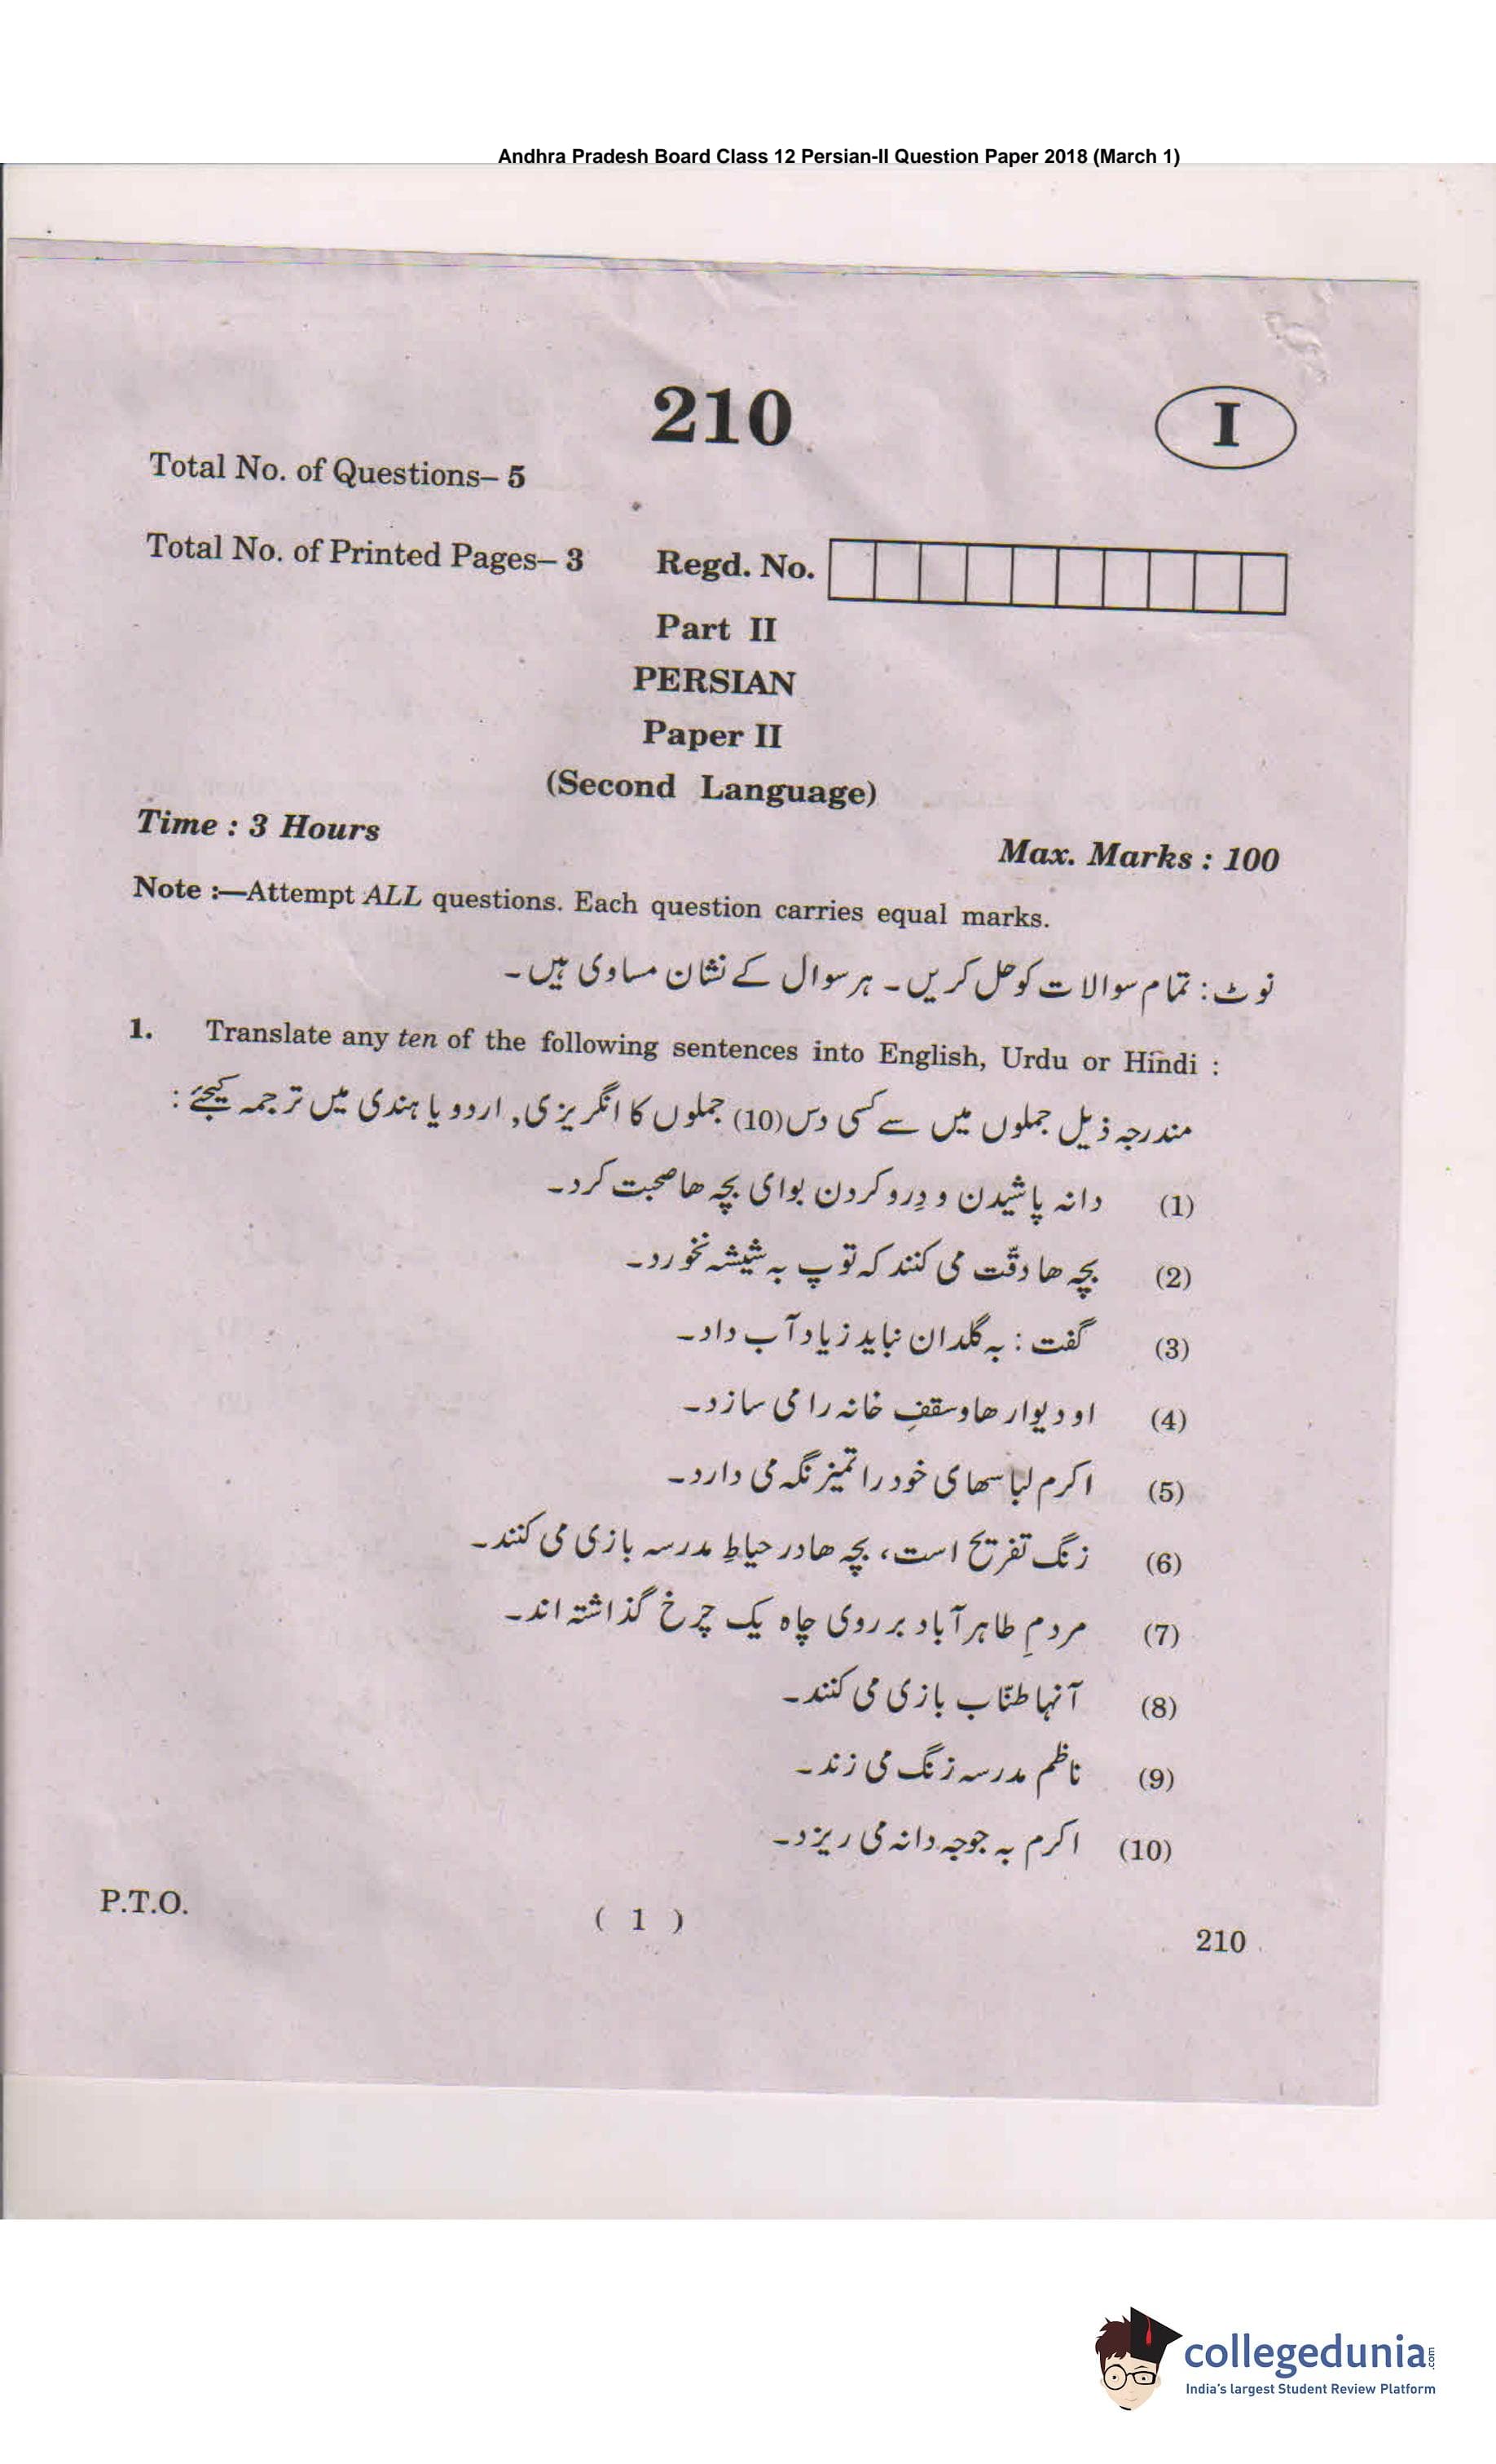 Andhra Pradesh Board Class 12 Persian-II Question Paper 2018 (March 1)
210
I
Total No. of Questions– 5
Total No. of Printed Pages– 3 Regd. No.
Part II
PERSIAN
Paper II
(Second Language)
Time : 3 Hours
Max. Marks : 100
Note :—Attempt ALL questions. Each question carries equal marks.
نوٹ : تمام سوالات کو حل کریں۔ ہر سوال کے نشان مساوی ہیں۔
1. Translate any ten of the following sentences into English, Urdu or Hindi :
مندرجہ ذیل جملوں میں سے کسی دس (10) جملوں کا انگریزی, اردو یا ہندی میں ترجمہ کیجئے :
(1) دانہ پاشیدن و دِرو کردن بوای بچہ ھا صحبت کرد۔
(2) بچہ ھا دقّت می کنند کہ توپ بہ شیشہ نخورد۔
(3) گفت : بہ گلدان نباید زیاد آب داد۔
(4) او دیوار ھا و سقفِ خانہ را می سازد۔
(5) اکرم لباسھای خود را تمیز نگہ می دارد۔
(6) زنگ تفریح است، بچہ ھا در حیاطِ مدرسہ بازی می کنند۔
(7) مردمِ طاہر آباد بر روی چاہ یک چرخ گذاشتہ اند۔
(8) آنہا طنّاب بازی می کنند۔
(9) ناظم مدرسہ زنگ می زند۔
(10) اکرم بہ جوجہ دانہ می ریزد۔
P.T.O.
( 1 )
210
collegedunia.com
India's largest Student Review Platform